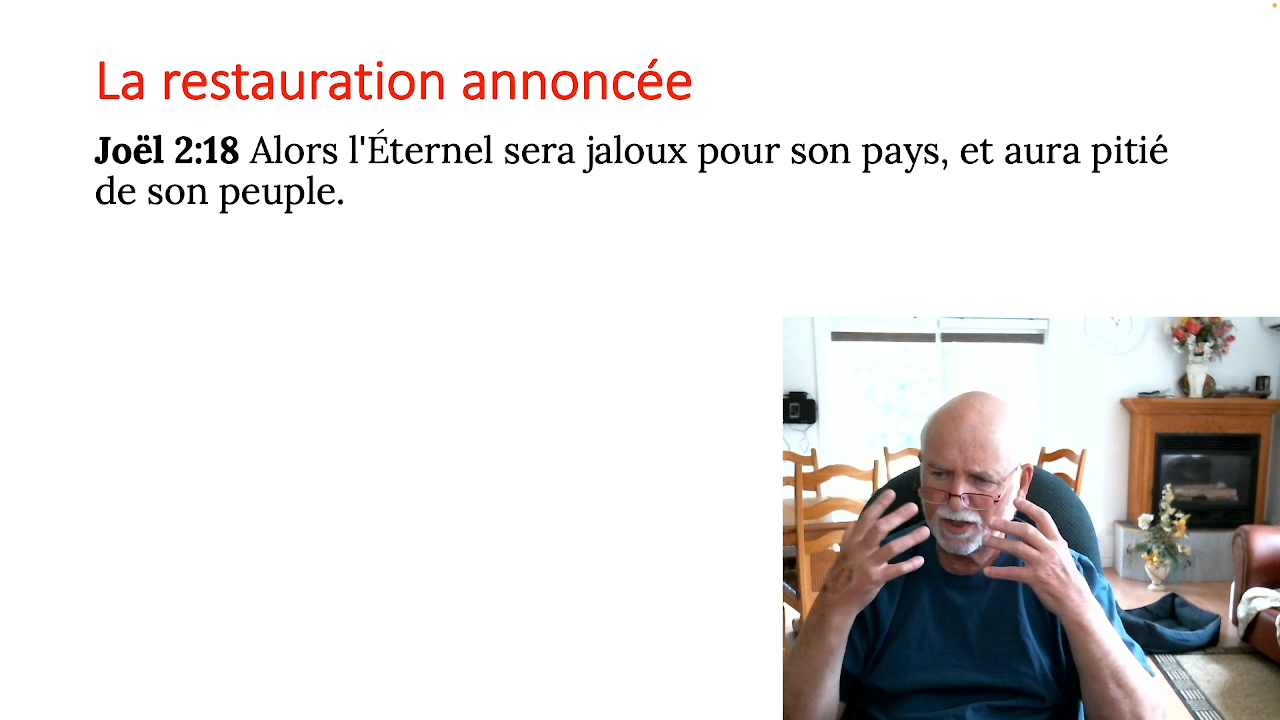 La restauration annoncée
Joël 2:18 Alors l'Éternel sera jaloux pour son pays, et aura pitié
de son peuple.